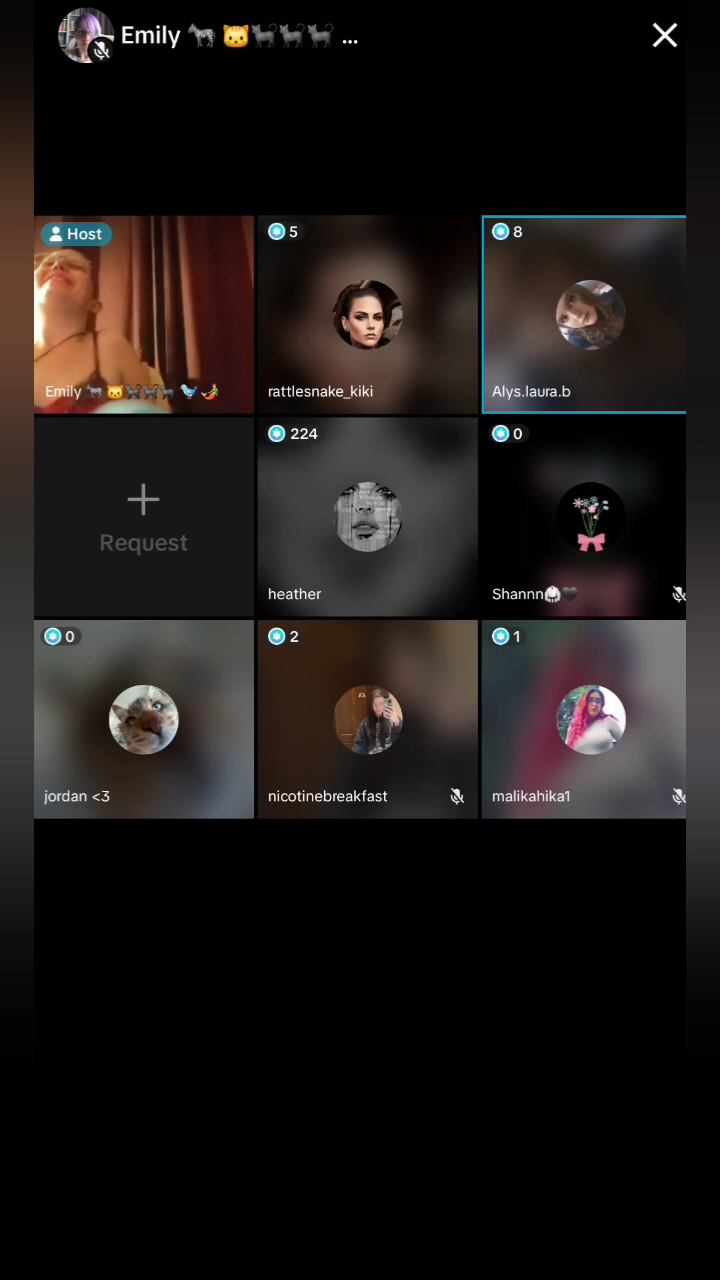 Emily 🦓 🐱🐈‍⬛🐈‍⬛🐈‍⬛ ...
Host
5
8
Emily 🦓 🐱🐈‍⬛🐈‍⬛🐈‍⬛ 🐦🌶️
rattlesnake_kiki
Alys.laura.b
224
0
Request
heather
Shannn🥋🖤
0
2
1
jordan <3
nicotinebreakfast
malikahika1